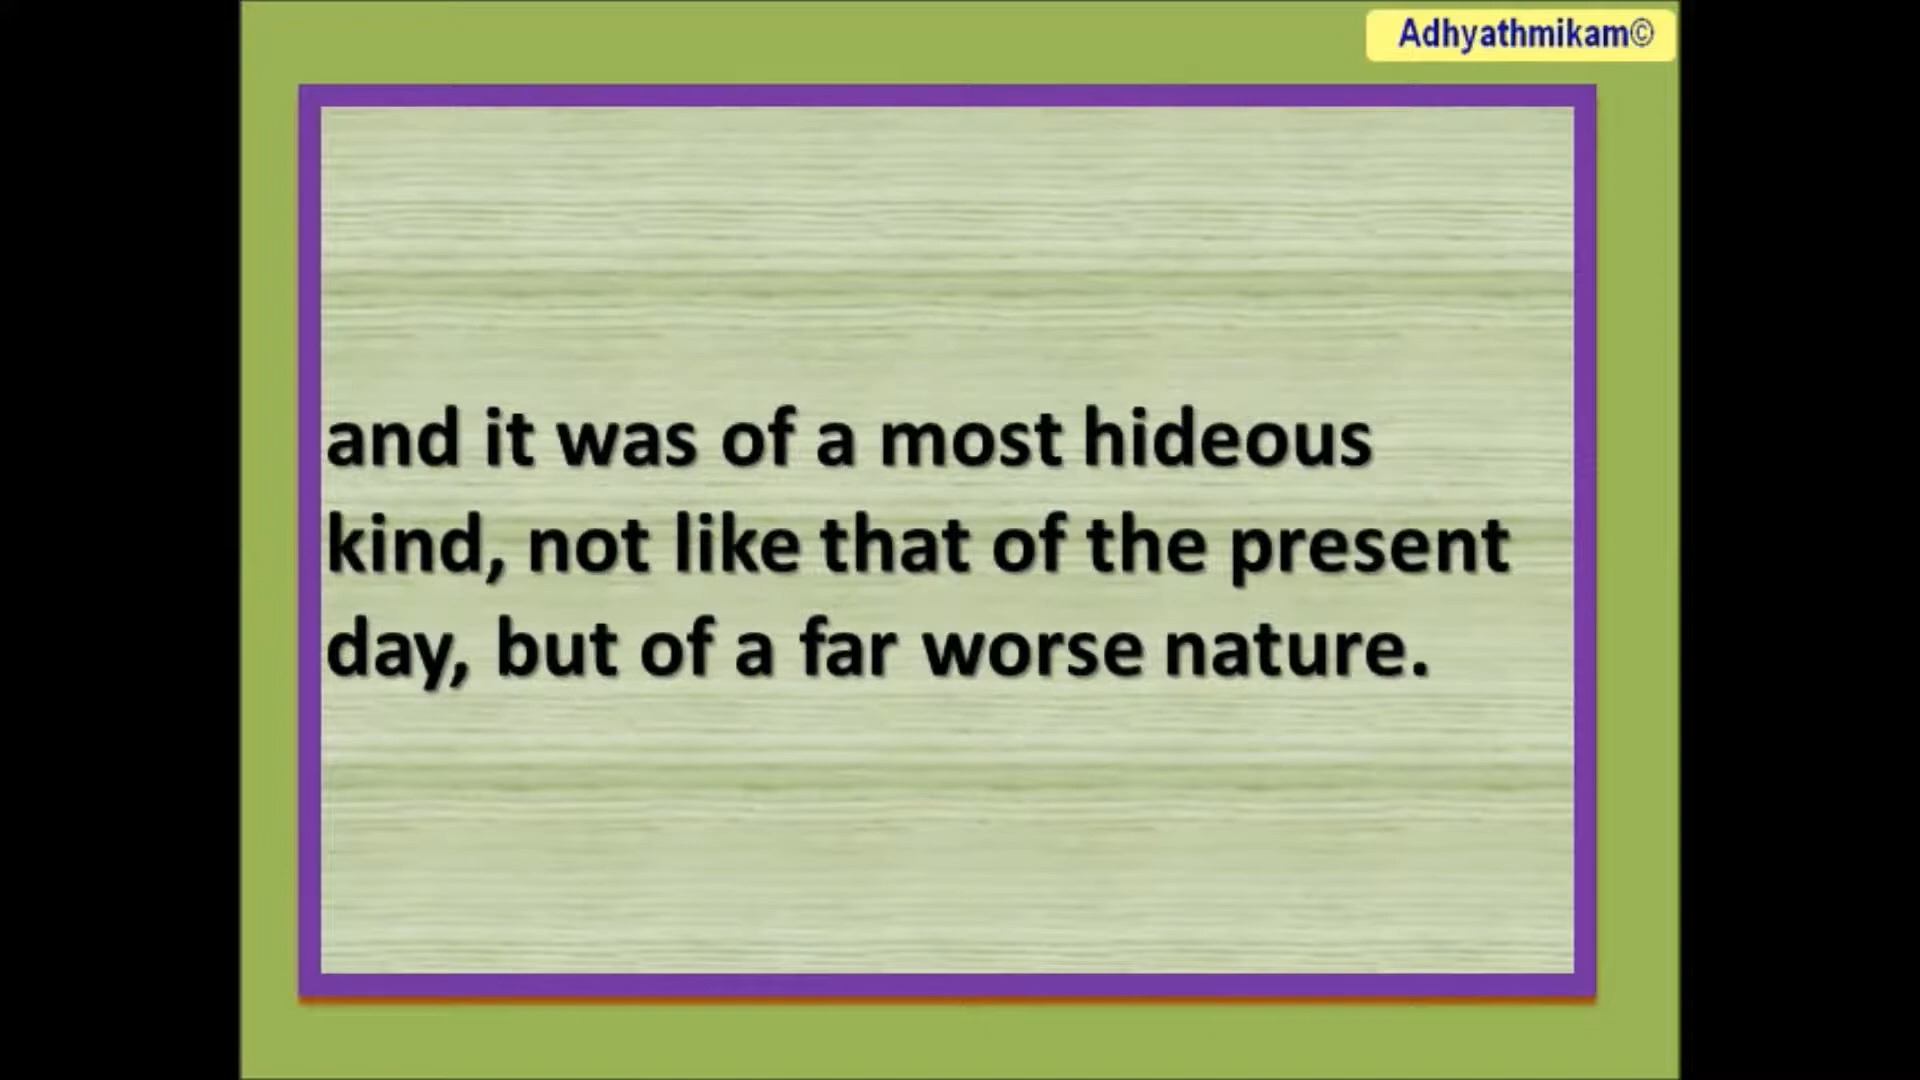 Adhyathmikam©
and it was of a most hideous
kind, not like that of the present
day, but of a far worse nature.